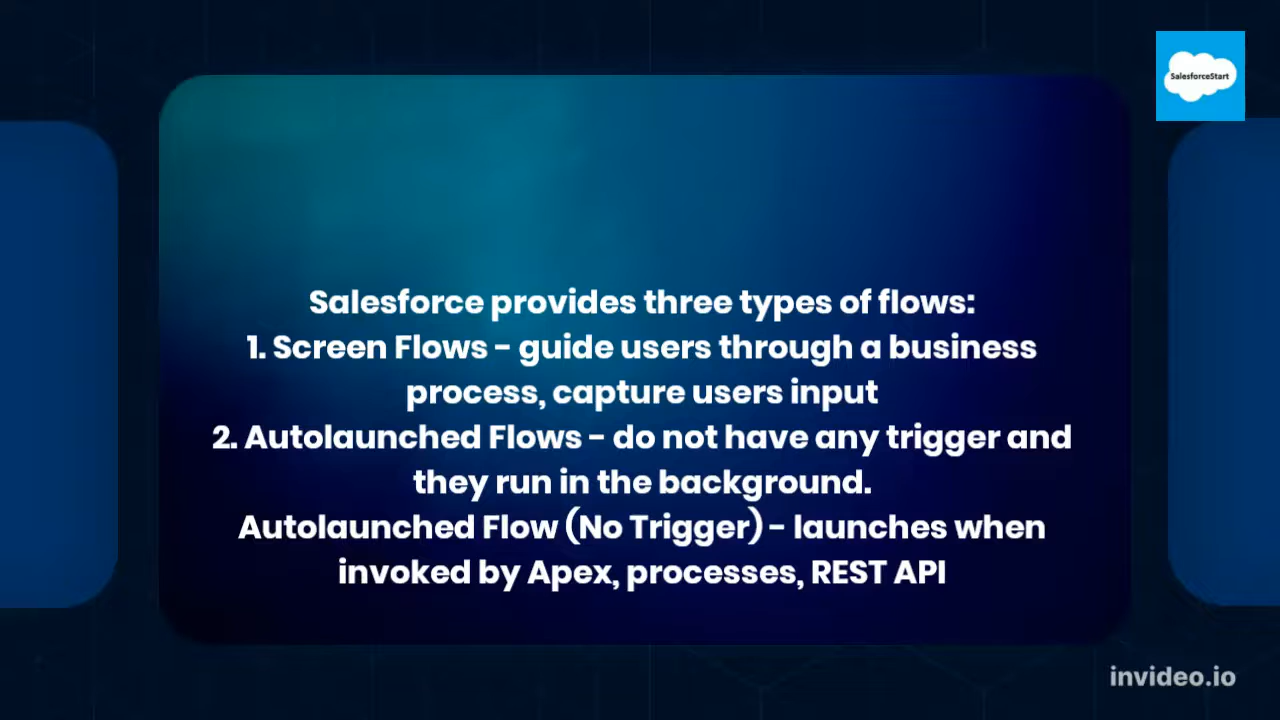 SalesforceStart
Salesforce provides three types of flows:
1. Screen Flows - guide users through a business
process, capture users input
2. Autolaunched Flows - do not have any trigger and
they run in the background.
Autolaunched Flow (No Trigger) - launches when
invoked by Apex, processes, REST API
invideo.io